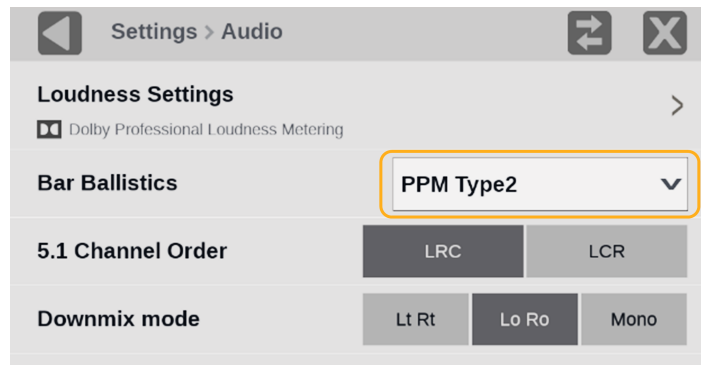 Settings > Audio
Loudness Settings
Dolby Professional Loudness Metering
Bar Ballistics
PPM Type2
5.1 Channel Order
LRC
LCR
Downmix mode
Lt Rt
Lo Ro
Mono